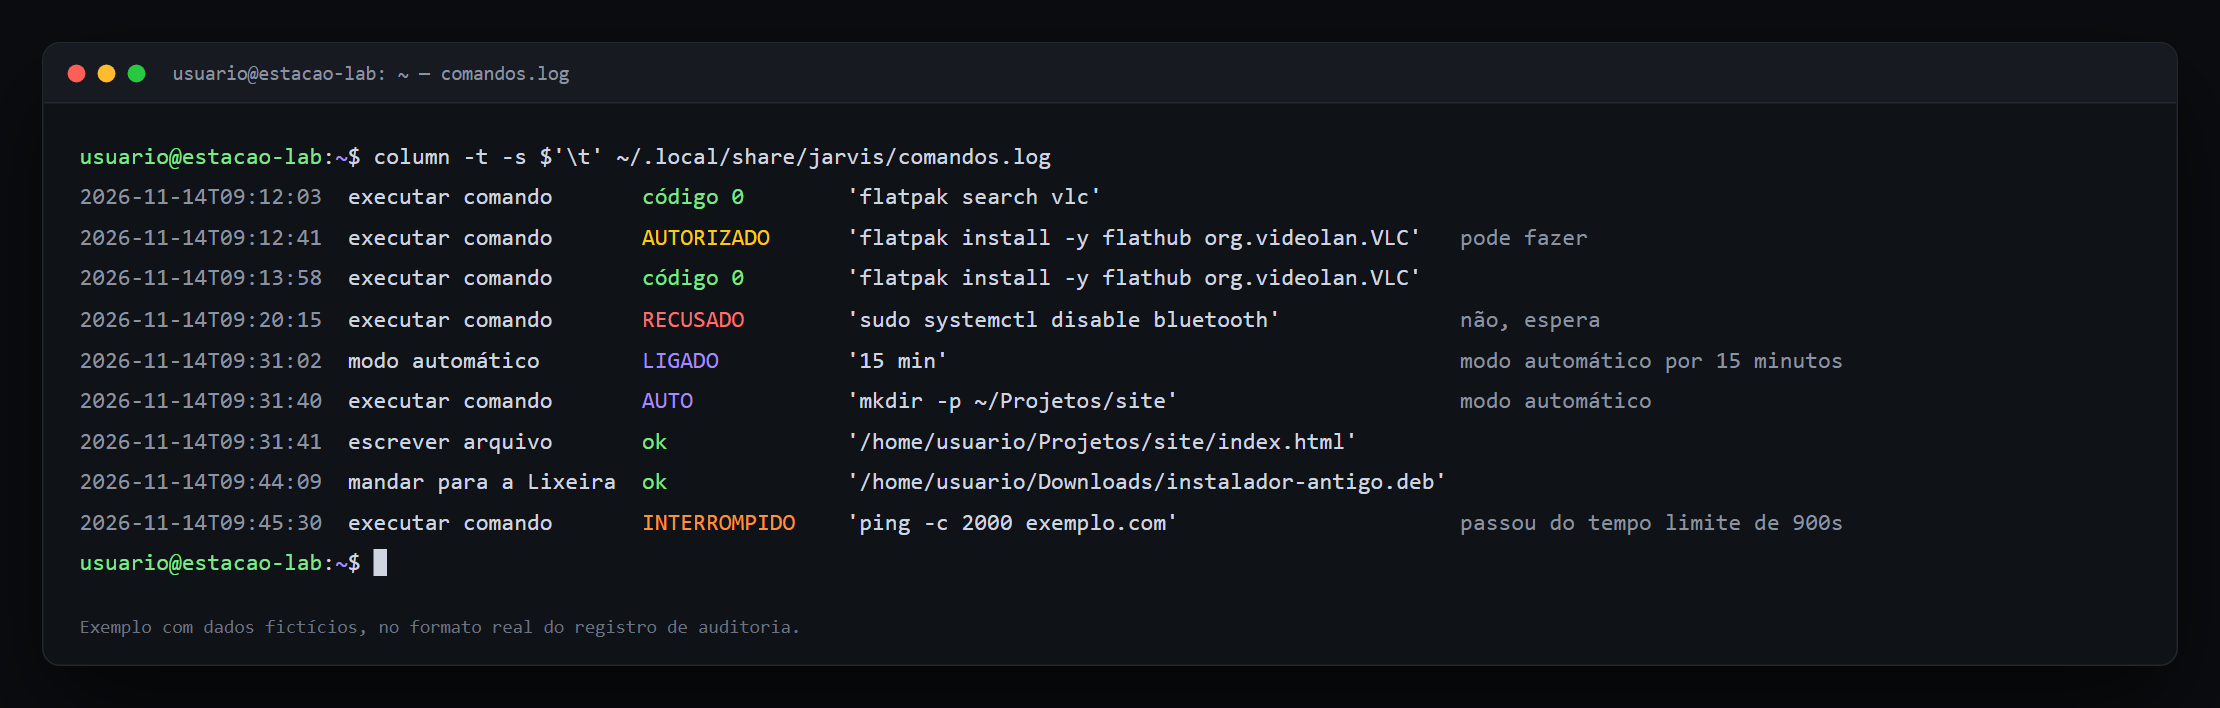 usuario@estacao-lab: ~ — comandos.log
usuario@estacao-lab:~$ column -t -s $'\t' ~/.local/share/jarvis/comandos.log
2026-11-14T09:12:03 executar comando código 0 'flatpak search vlc'
2026-11-14T09:12:41 executar comando AUTORIZADO 'flatpak install -y flathub org.videolan.VLC' pode fazer
2026-11-14T09:13:58 executar comando código 0 'flatpak install -y flathub org.videolan.VLC'
2026-11-14T09:20:15 executar comando RECUSADO 'sudo systemctl disable bluetooth' não, espera
2026-11-14T09:31:02 modo automático LIGADO '15 min' modo automático por 15 minutos
2026-11-14T09:31:40 executar comando AUTO 'mkdir -p ~/Projetos/site' modo automático
2026-11-14T09:31:41 escrever arquivo ok '/home/usuario/Projetos/site/index.html'
2026-11-14T09:44:09 mandar para a Lixeira ok '/home/usuario/Downloads/instalador-antigo.deb'
2026-11-14T09:45:30 executar comando INTERROMPIDO 'ping -c 2000 exemplo.com' passou do tempo limite de 900s
usuario@estacao-lab:~$
Exemplo com dados fictícios, no formato real do registro de auditoria.